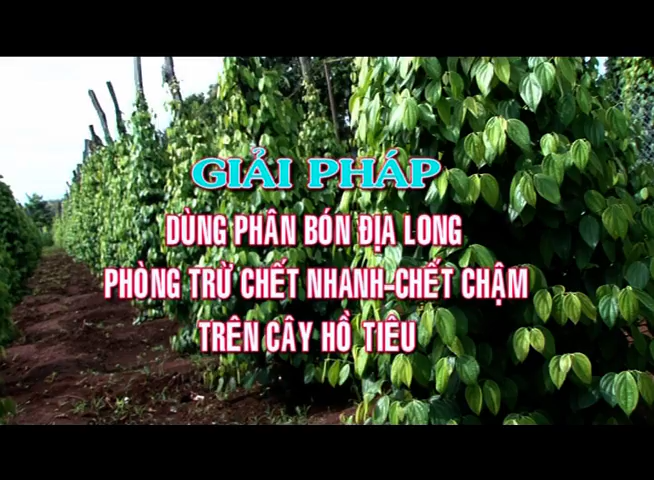 GIẢI PHÁP
DÙNG PHÂN BÓN ĐỊA LONG
PHÒNG TRỪ CHẾT NHANH-CHẾT CHẬM
TRÊN CÂY HỒ TIÊU